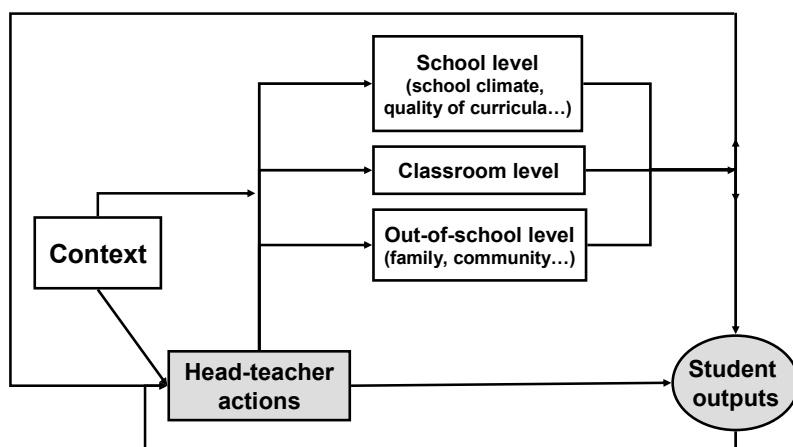 School level
(school climate,
quality of curricula…)
Classroom level
Out-of-school level
(family, community…)
Context
Head-teacher
actions
Student
outputs